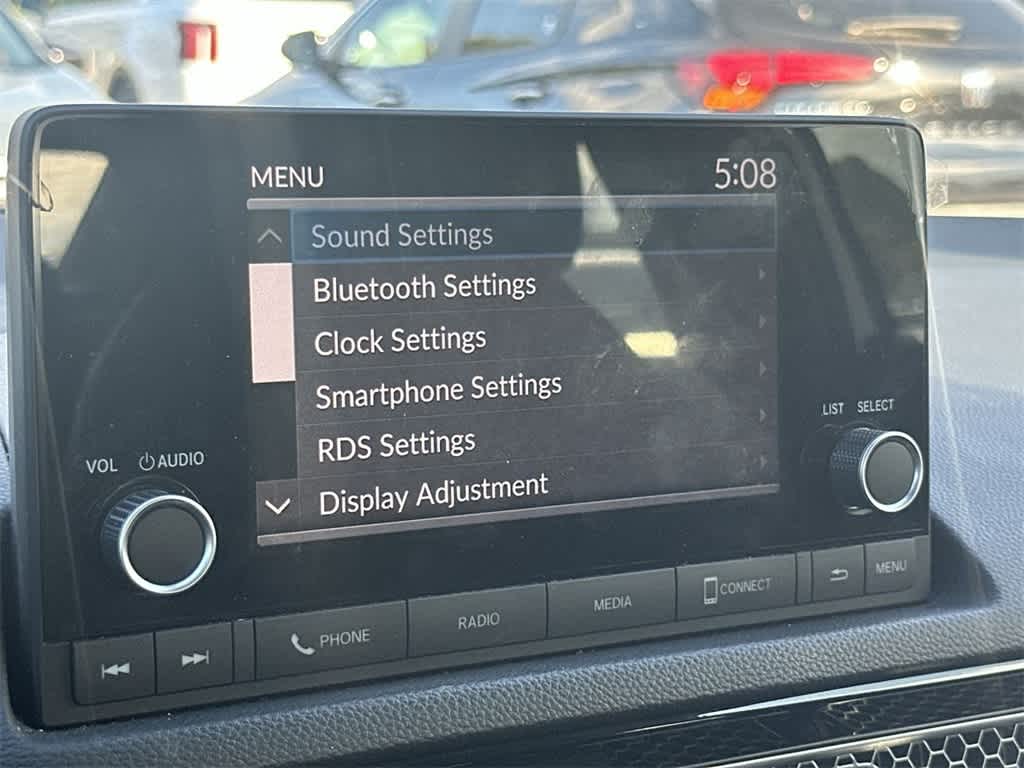 MENU 5:08
Sound Settings
Bluetooth Settings
Clock Settings
Smartphone Settings
RDS Settings
Display Adjustment
LIST SELECT
VOL AUDIO
PHONE RADIO MEDIA CONNECT MENU